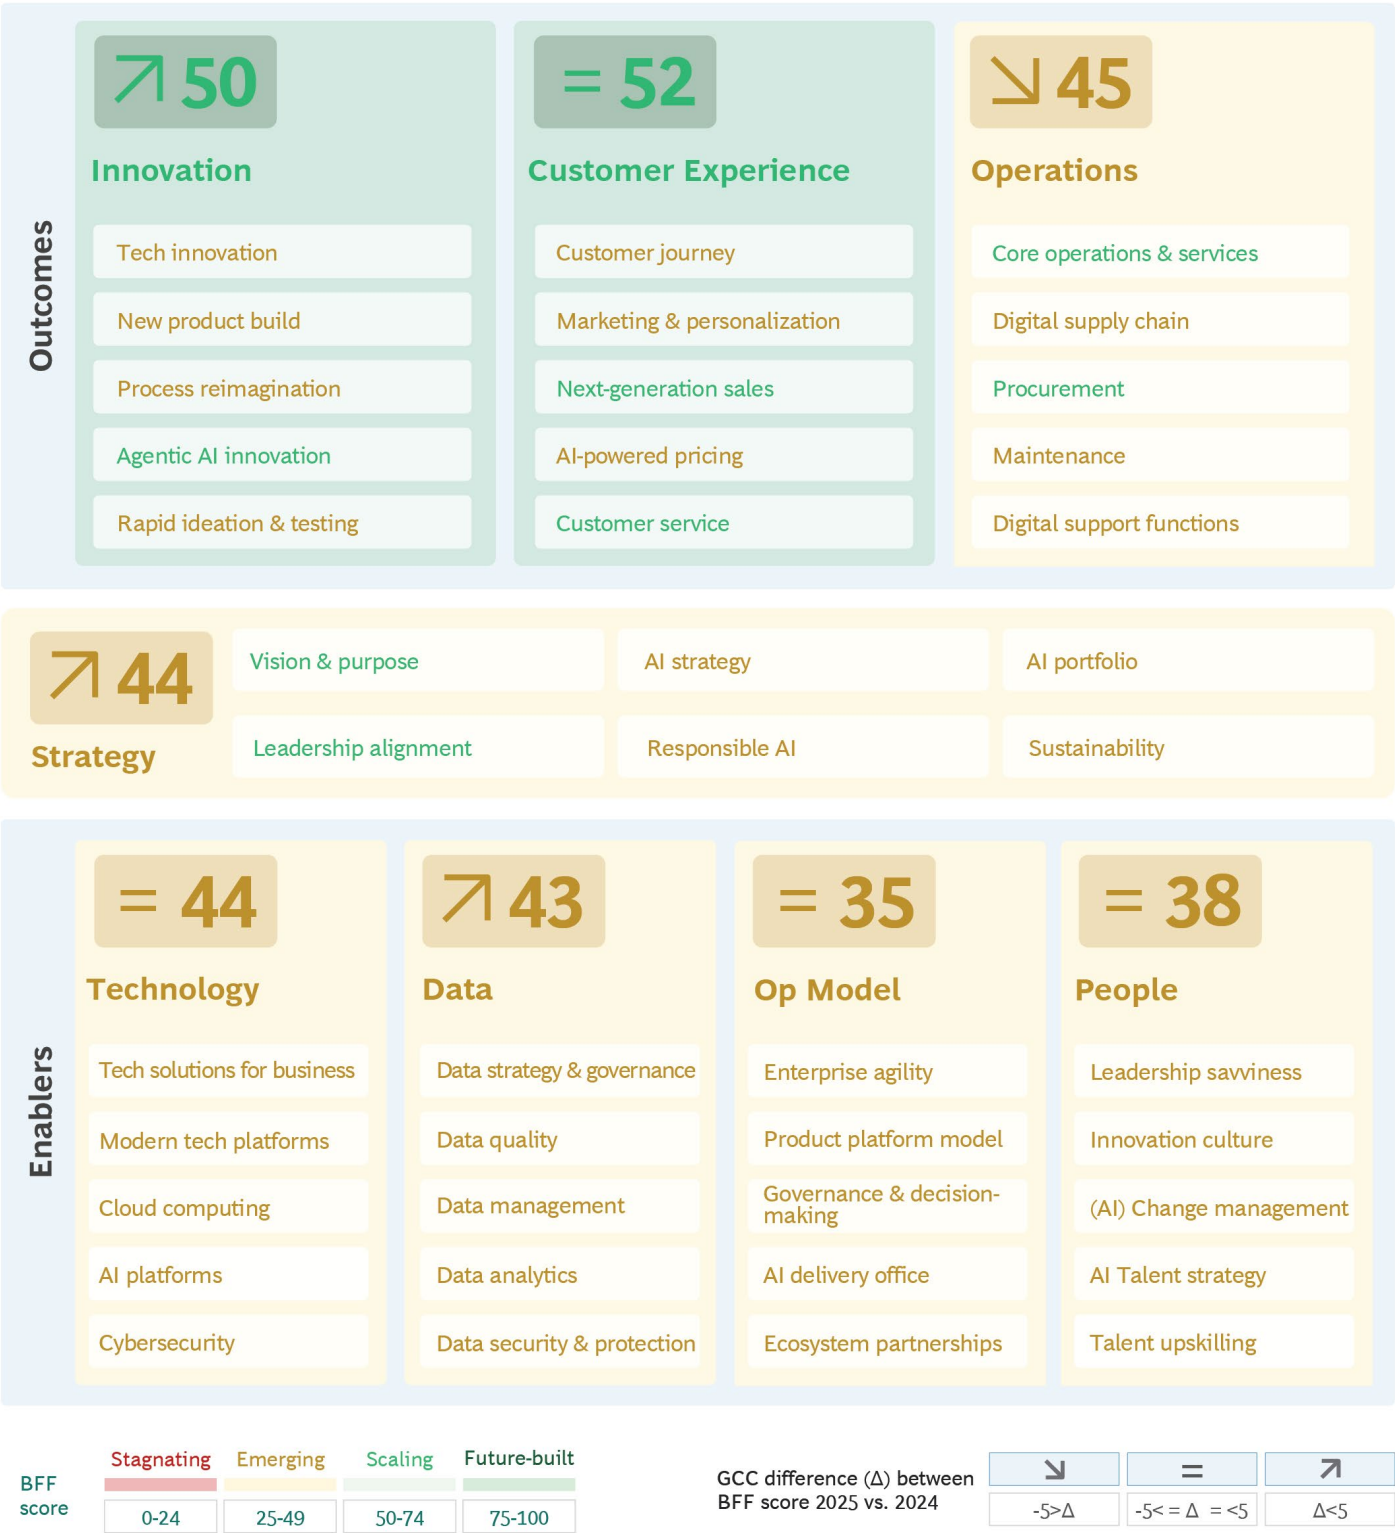 Outcomes
↗ 50
Innovation
Tech innovation
New product build
Process reimagination
Agentic AI innovation
Rapid ideation & testing
= 52
Customer Experience
Customer journey
Marketing & personalization
Next-generation sales
AI-powered pricing
Customer service
↘ 45
Operations
Core operations & services
Digital supply chain
Procurement
Maintenance
Digital support functions
↗ 44
Strategy
Vision & purpose
AI strategy
AI portfolio
Leadership alignment
Responsible AI
Sustainability
Enablers
= 44
Technology
Tech solutions for business
Modern tech platforms
Cloud computing
AI platforms
Cybersecurity
↗ 43
Data
Data strategy & governance
Data quality
Data management
Data analytics
Data security & protection
= 35
Op Model
Enterprise agility
Product platform model
Governance & decision-
making
AI delivery office
Ecosystem partnerships
= 38
People
Leadership savviness
Innovation culture
(AI) Change management
AI Talent strategy
Talent upskilling
BFF
score
Stagnating
Emerging
Scaling
Future-built
0-24
25-49
50-74
75-100
GCC difference (Δ) between
BFF score 2025 vs. 2024
↘
=
↗
-5>Δ
-5< = Δ = <5
Δ<5